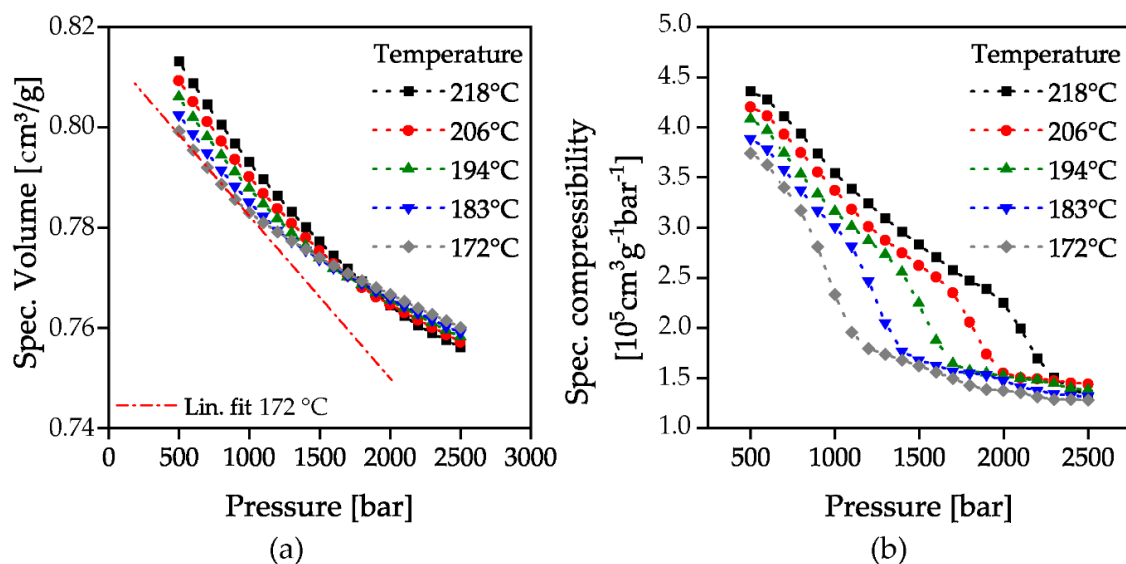 Spec. Volume [cm³/g]
0.82
0.80
0.78
0.76
0.74
Temperature
218°C
206°C
194°C
183°C
172°C
Lin. fit 172 °C
0 500 1000 1500 2000 2500 3000
Pressure [bar]
(a)
Spec. compressibility
[10⁵cm³g⁻¹bar⁻¹]
5.0
4.5
4.0
3.5
3.0
2.5
2.0
1.5
1.0
Temperature
218°C
206°C
194°C
183°C
172°C
500 1000 1500 2000 2500
Pressure [bar]
(b)